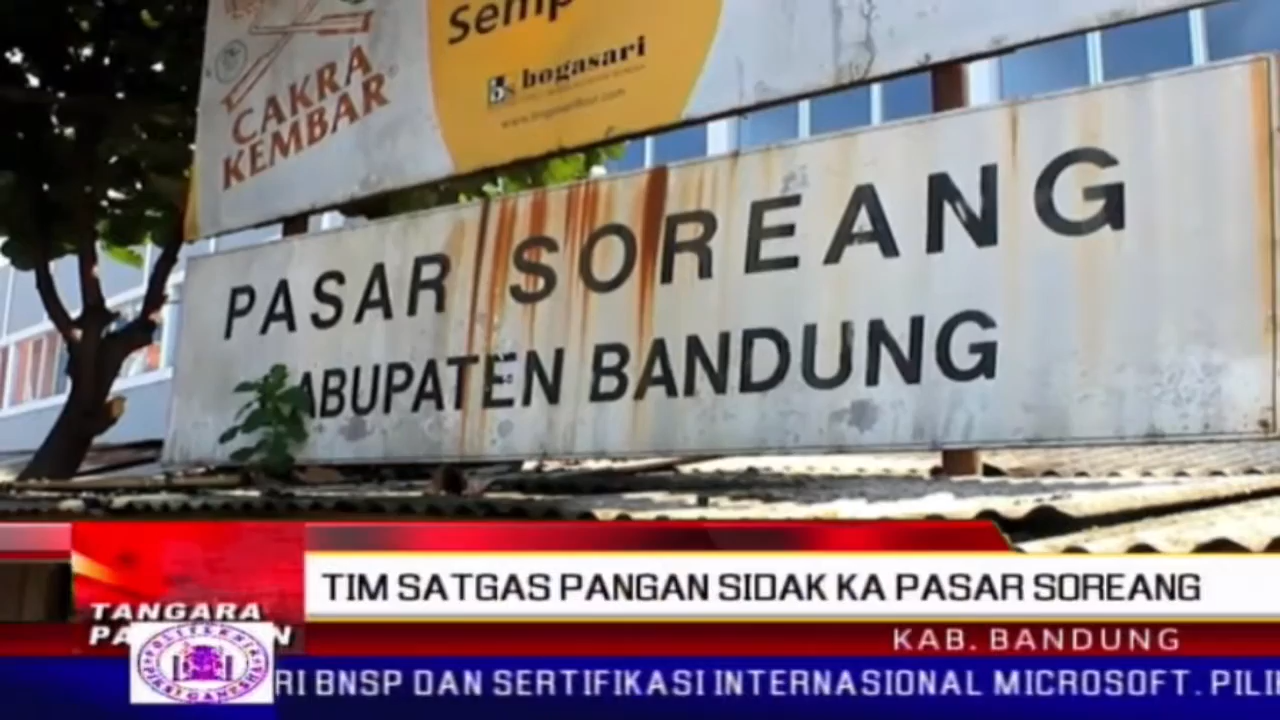 CAKRA
KEMBAR
bogasari
PASAR SOREANG
ABUPATEN BANDUNG
TIM SATGAS PANGAN SIDAK KA PASAR SOREANG
TANGARA
KAB. BANDUNG
RI BNSP DAN SERTIFIKASI INTERNASIONAL MICROSOFT. PILI